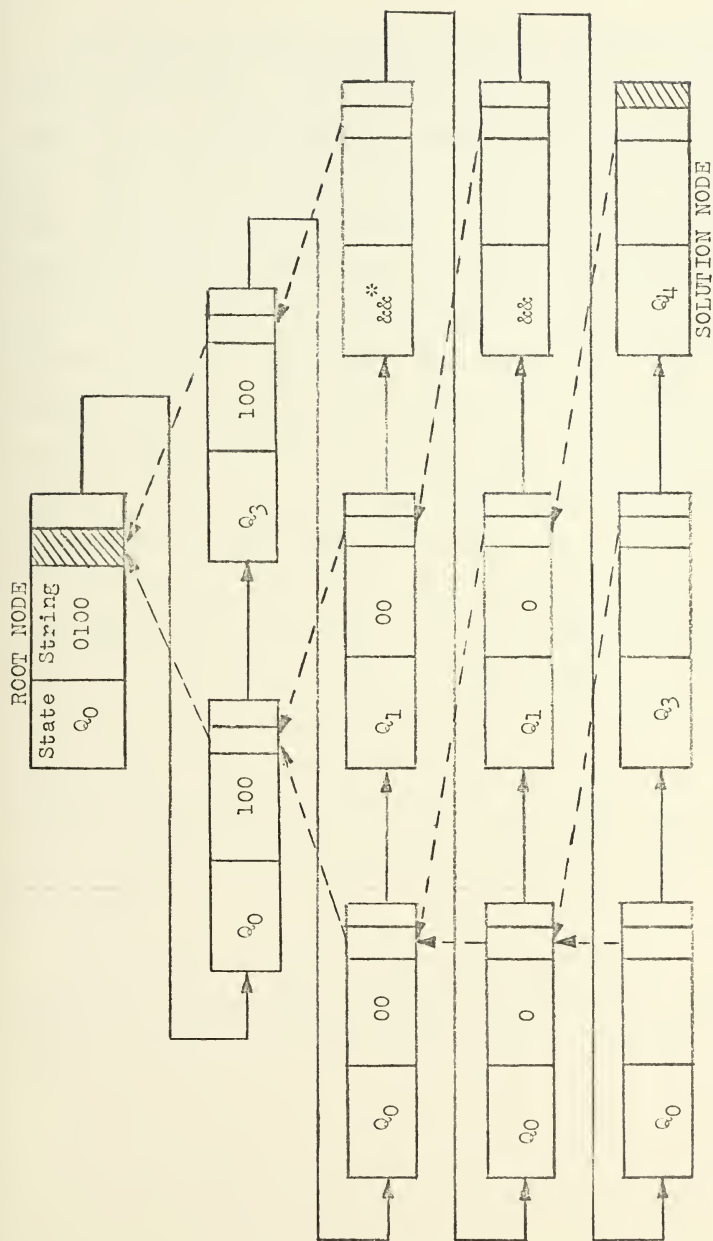 ROOT NODE
State String
Q0 0100
Q0 100 Q3 100
Q0 00 Q1 00 &&*
Q0 0 Q1 0 &&
Q0 Q3 Q4
SOLUTION NODE